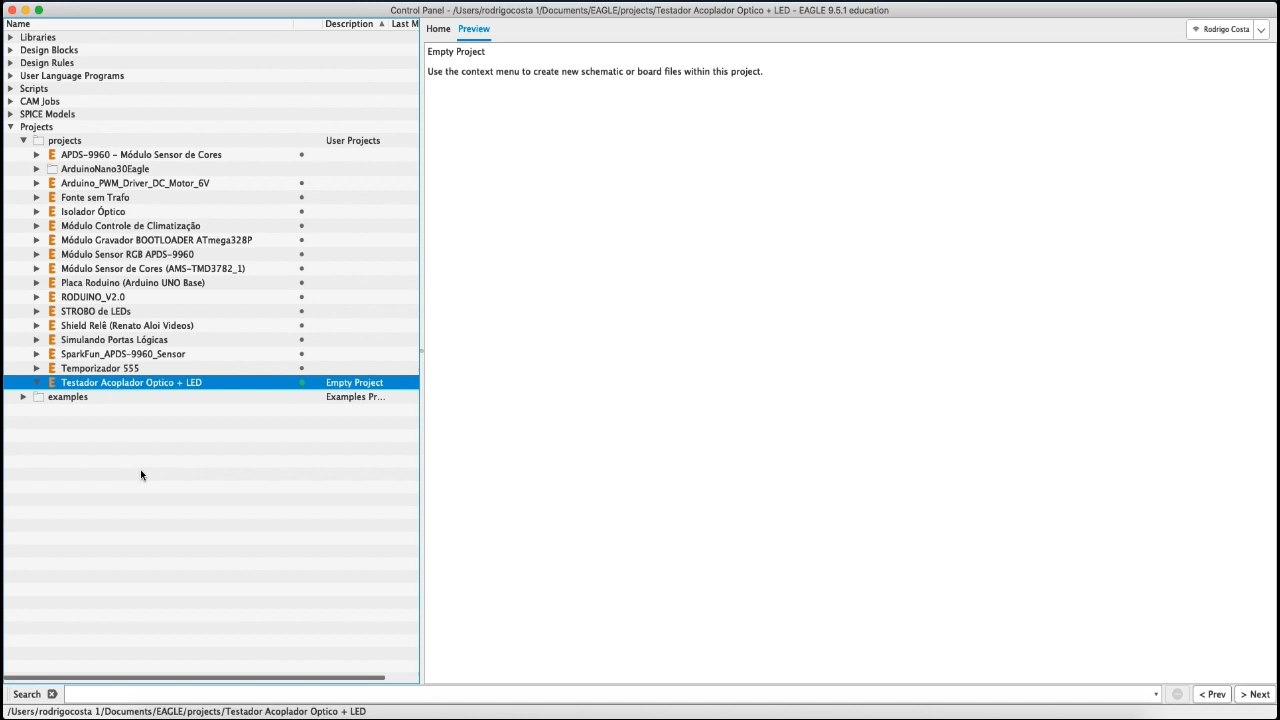 Control Panel - /Users/rodrigocosta 1/Documents/EAGLE/projects/Testador Acoplador Optico + LED - EAGLE 9.5.1 education
Name Description Last M
Libraries
Design Blocks
Design Rules
User Language Programs
Scripts
CAM Jobs
SPICE Models
Projects
projects User Projects
APDS-9960 - Módulo Sensor de Cores
ArduinoNano30Eagle
Arduino_PWM_Driver_DC_Motor_6V
Fonte sem Trafo
Isolador Óptico
Módulo Controle de Climatização
Módulo Gravador BOOTLOADER ATmega328P
Módulo Sensor RGB APDS-9960
Módulo Sensor de Cores (AMS-TMD3782_1)
Placa Roduino (Arduino UNO Base)
RODUINO_V2.0
STROBO de LEDs
Shield Relê (Renato Aloi Videos)
Simulando Portas Lógicas
SparkFun_APDS-9960_Sensor
Temporizador 555
Testador Acoplador Optico + LED Empty Project
examples Examples Pr...
Home Preview
Rodrigo Costa
Empty Project
Use the context menu to create new schematic or board files within this project.
Search
< Prev > Next
/Users/rodrigocosta 1/Documents/EAGLE/projects/Testador Acoplador Optico + LED